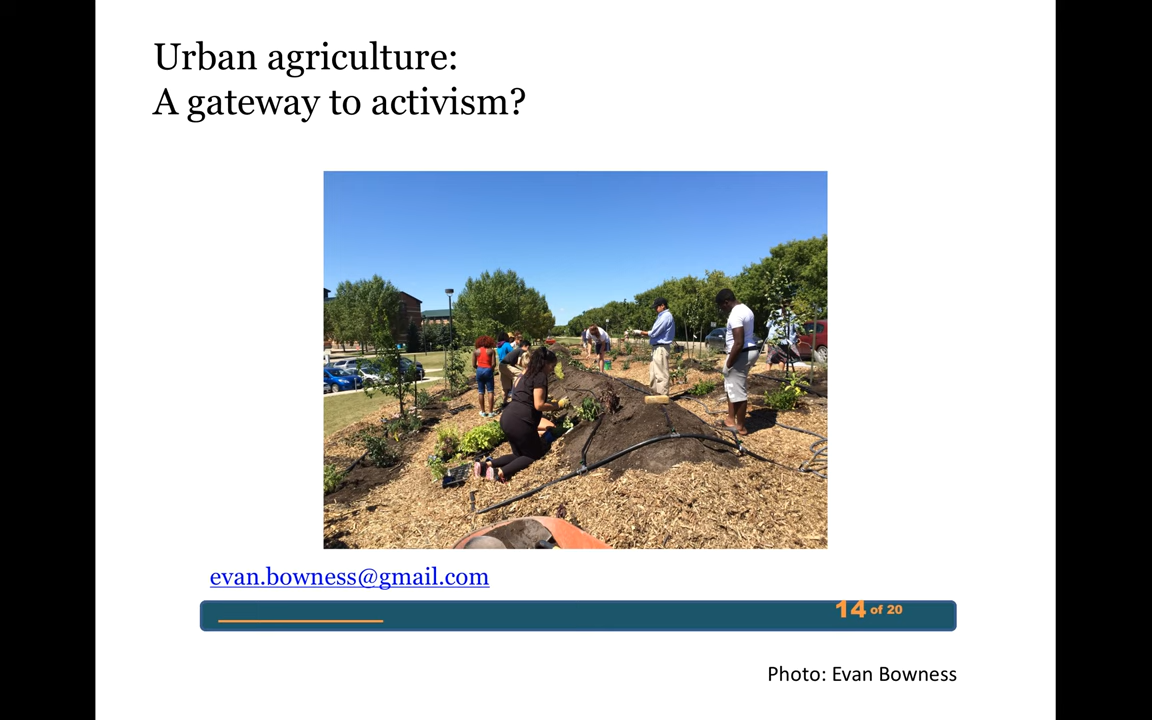 Urban agriculture:
A gateway to activism?
evan.bowness@gmail.com
14 of 20
Photo: Evan Bowness